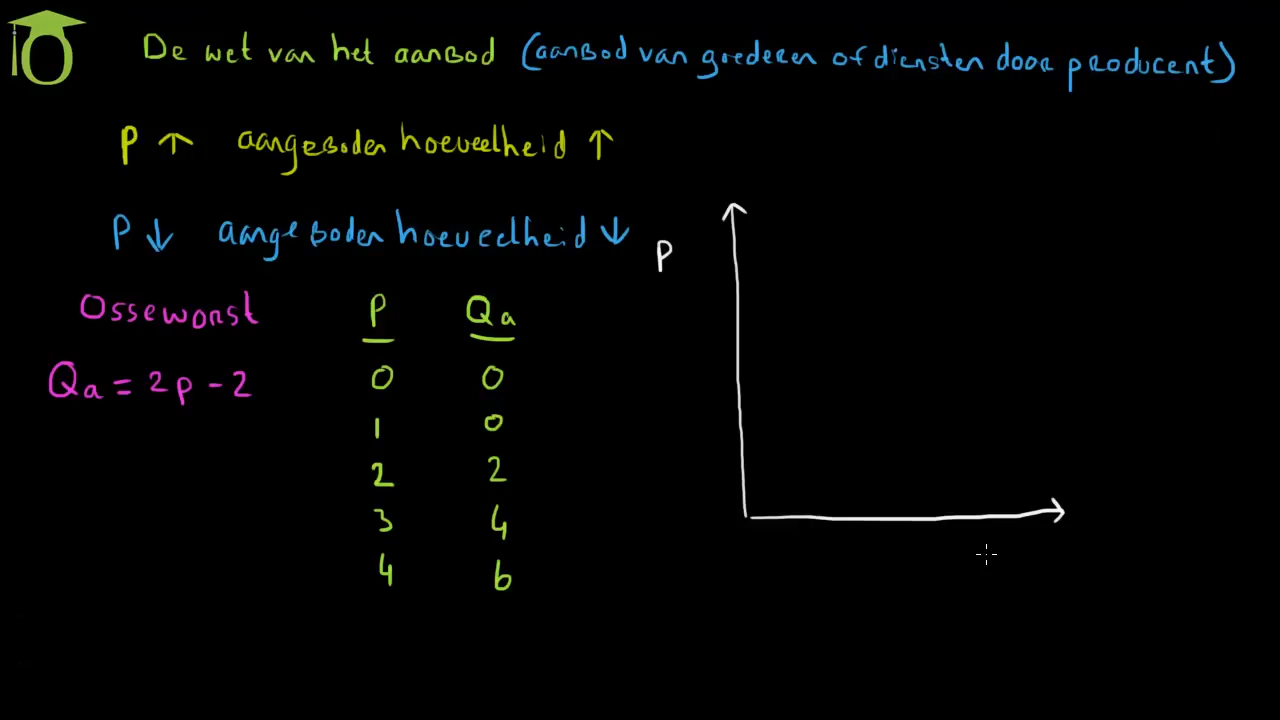 De wet van het aanbod (aanbod van goederen of diensten door producent)
P ↑ aangeboden hoeveelheid ↑
P ↓ aangeboden hoeveelheid ↓
Osseworst
Qa = 2p - 2
P Qa
0 0
1 0
2 2
3 4
4 6
P